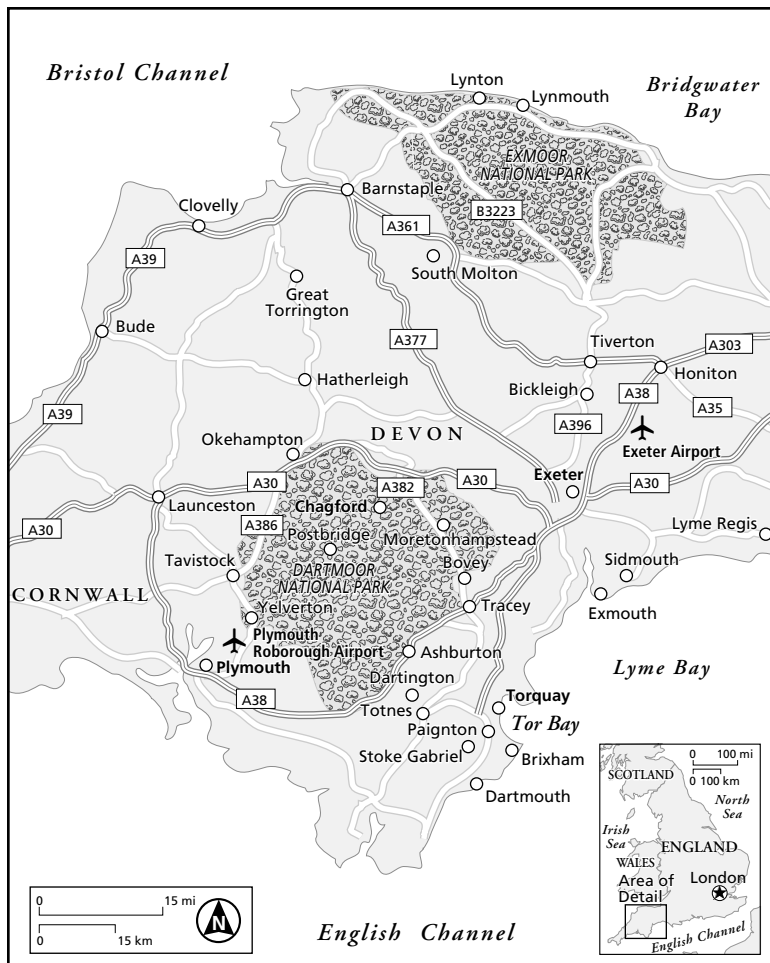 Bristol Channel
Bridgwater
Bay
Lynton
Lynmouth
EXMOOR
NATIONAL PARK
Barnstaple
B3223
Clovelly
A361
A39
South Molton
Great
Torrington
Bude
A377
Tiverton
A303
Honiton
Hatherleigh
Bickleigh
A38
A35
A39
A396
DEVON
Okehampton
Exeter Airport
A30
A382
A30
Exeter
A30
Launceston
Chagford
A386
A30
Moretonhampstead
Lyme Regis
Postbridge
Tavistock
Bovey
Sidmouth
DARTMOOR
NATIONAL PARK
CORNWALL
Tracey
Exmouth
Yelverton
Plymouth
Roborough Airport
Ashburton
Plymouth
Lyme Bay
Dartington
A38
Torquay
Totnes
Tor Bay
Paignton
Stoke Gabriel
Brixham
Dartmouth
0 100 mi
0 100 km
SCOTLAND
North
Sea
Irish
Sea
ENGLAND
WALES
London
Area of
Detail
English Channel
0 15 mi
0 15 km
N
English Channel